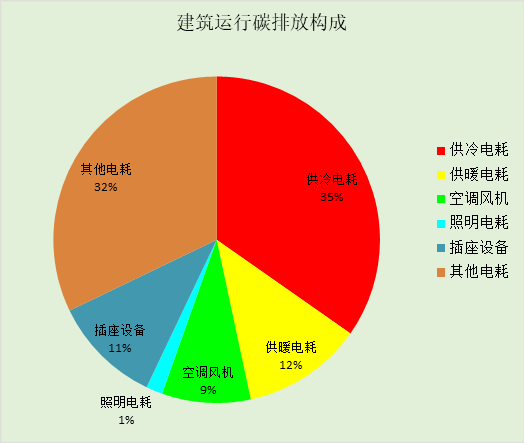 建筑运行碳排放构成
其他电耗
32%
供冷电耗
35%
插座设备
11%
照明电耗
1%
空调风机
9%
供暖电耗
12%
供冷电耗
供暖电耗
空调风机
照明电耗
插座设备
其他电耗